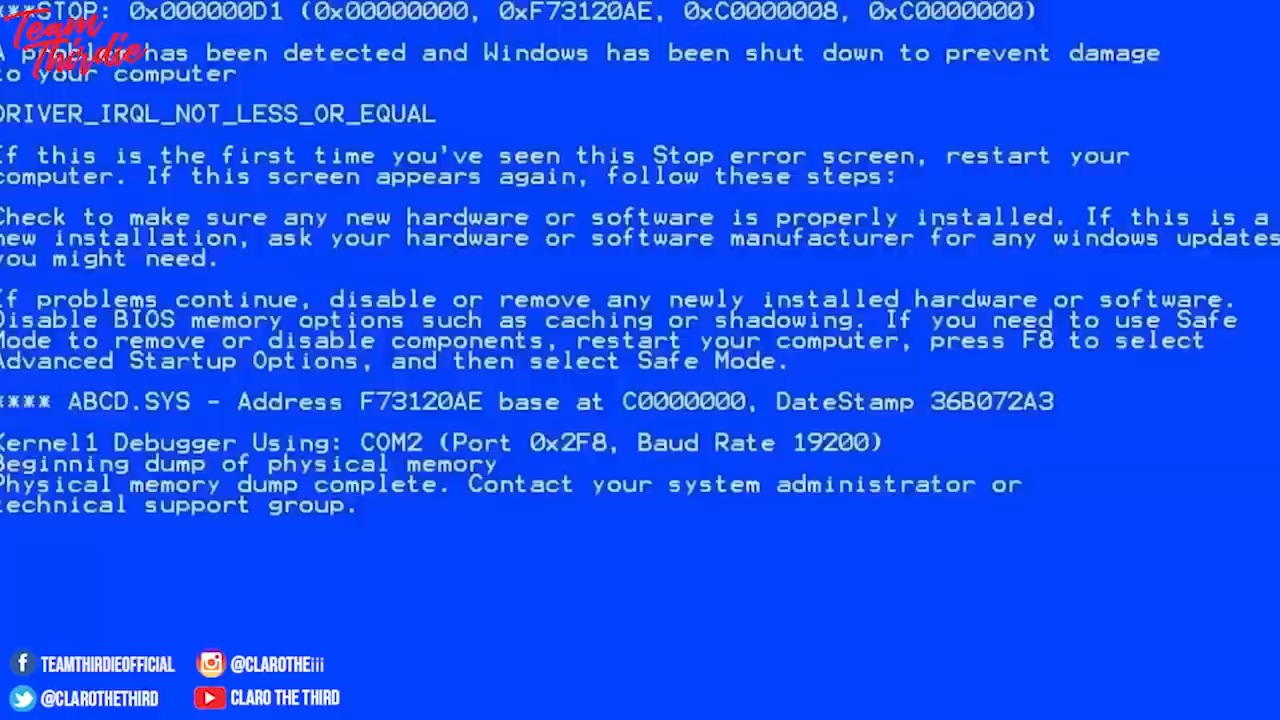 ***STOP: 0x000000D1 (0x00000000, 0xF73120AE, 0xC0000008, 0xC0000000)
Team
Thirdie
A problem has been detected and Windows has been shut down to prevent damage
to your computer
DRIVER_IRQL_NOT_LESS_OR_EQUAL
If this is the first time you've seen this Stop error screen, restart your
computer. If this screen appears again, follow these steps:
Check to make sure any new hardware or software is properly installed. If this is a
new installation, ask your hardware or software manufacturer for any windows updates
you might need.
If problems continue, disable or remove any newly installed hardware or software.
Disable BIOS memory options such as caching or shadowing. If you need to use Safe
Mode to remove or disable components, restart your computer, press F8 to select
Advanced Startup Options, and then select Safe Mode.
**** ABCD.SYS - Address F73120AE base at C0000000, DateStamp 36B072A3
Kernel1 Debugger Using: COM2 (Port 0x2F8, Baud Rate 19200)
Beginning dump of physical memory
Physical memory dump complete. Contact your system administrator or
technical support group.
TEAMTHIRDIEOFFICIAL @CLAROTHEiii
@CLAROTHETHIRD CLARO THE THIRD